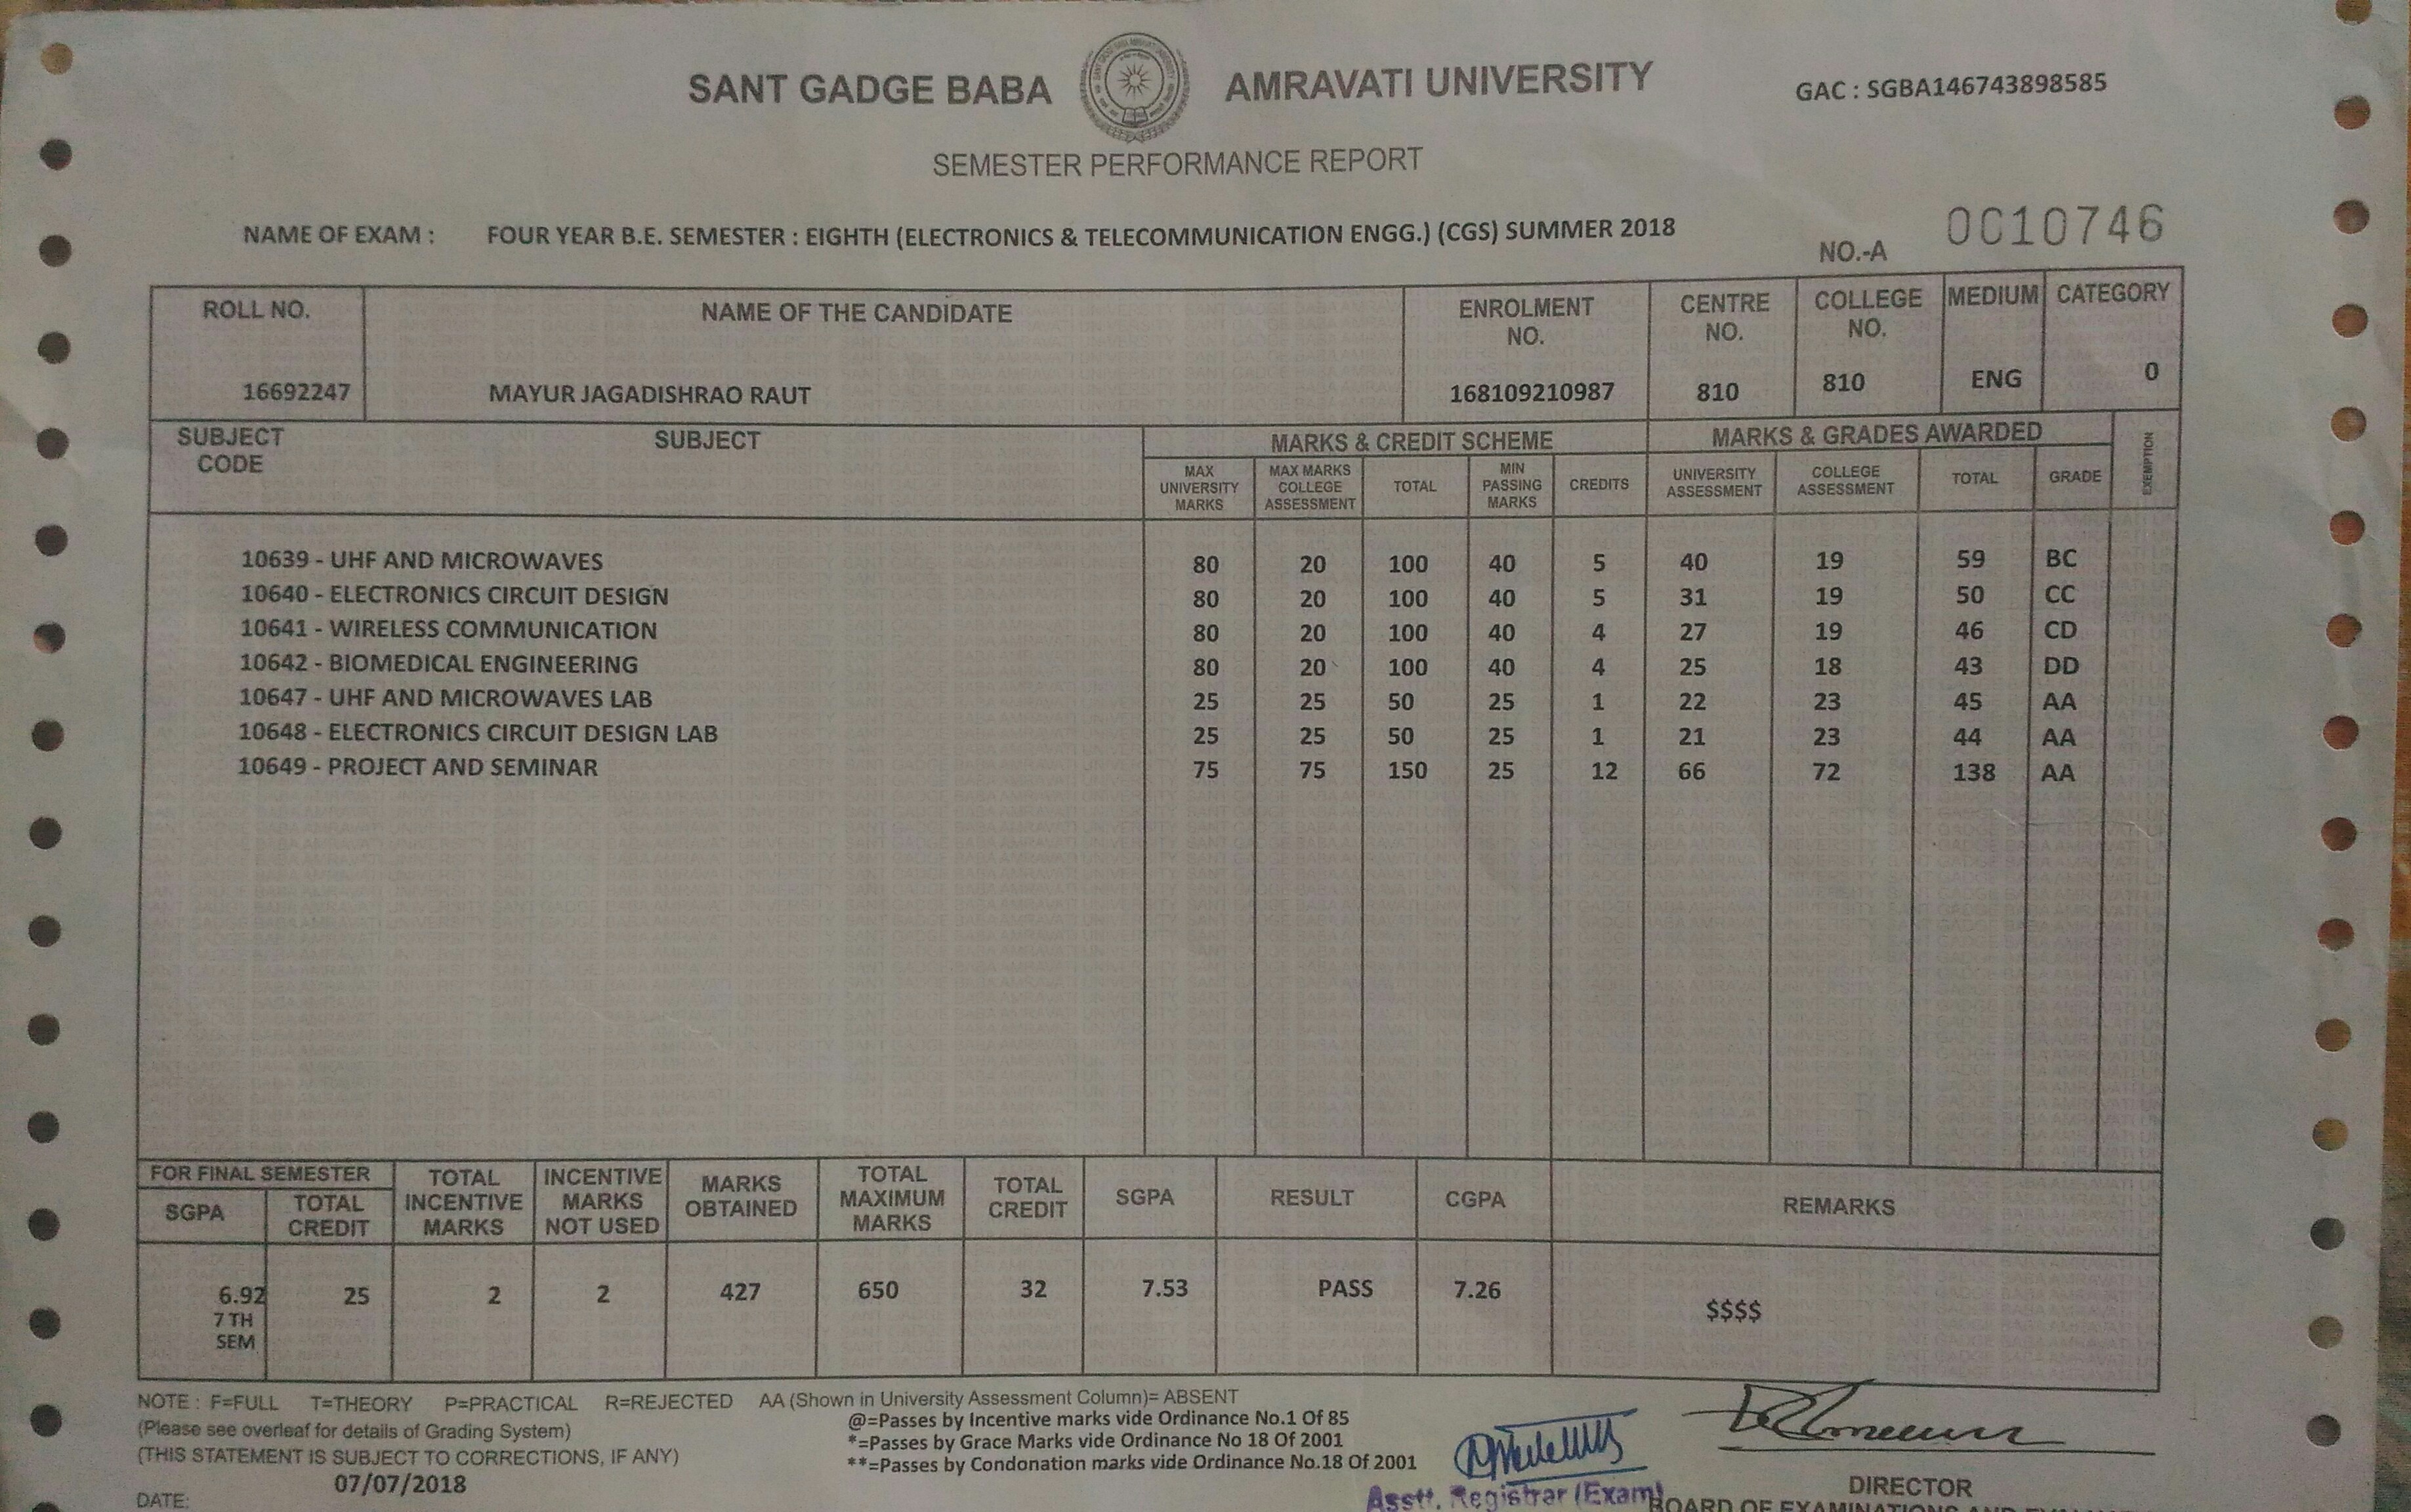 SANT GADGE BABA AMRAVATI UNIVERSITY
GAC : SGBA146743898585
SEMESTER PERFORMANCE REPORT
NAME OF EXAM : FOUR YEAR B.E. SEMESTER : EIGHTH (ELECTRONICS & TELECOMMUNICATION ENGG.) (CGS) SUMMER 2018
NO.-A 0C10746
ROLL NO. NAME OF THE CANDIDATE ENROLMENT NO. CENTRE NO. COLLEGE NO. MEDIUM CATEGORY
16692247 MAYUR JAGADISHRAO RAUT 168109210987 810 810 ENG 0
SUBJECT CODE SUBJECT MARKS & CREDIT SCHEME MARKS & GRADES AWARDED EXEMPTION
MAX UNIVERSITY MARKS MAX MARKS COLLEGE ASSESSMENT TOTAL MIN PASSING MARKS CREDITS UNIVERSITY ASSESSMENT COLLEGE ASSESSMENT TOTAL GRADE
10639 - UHF AND MICROWAVES 80 20 100 40 5 40 19 59 BC
10640 - ELECTRONICS CIRCUIT DESIGN 80 20 100 40 5 31 19 50 CC
10641 - WIRELESS COMMUNICATION 80 20 100 40 4 27 19 46 CD
10642 - BIOMEDICAL ENGINEERING 80 20 100 40 4 25 18 43 DD
10647 - UHF AND MICROWAVES LAB 25 25 50 25 1 22 23 45 AA
10648 - ELECTRONICS CIRCUIT DESIGN LAB 25 25 50 25 1 21 23 44 AA
10649 - PROJECT AND SEMINAR 75 75 150 25 12 66 72 138 AA
FOR FINAL SEMESTER TOTAL INCENTIVE MARKS INCENTIVE MARKS NOT USED MARKS OBTAINED TOTAL MAXIMUM MARKS TOTAL CREDIT SGPA RESULT CGPA REMARKS
SGPA TOTAL CREDIT
6.92 25 2 2 427 650 32 7.53 PASS 7.26 $$$$
7 TH
SEM
NOTE : F=FULL T=THEORY P=PRACTICAL R=REJECTED AA (Shown in University Assessment Column)= ABSENT
@=Passes by Incentive marks vide Ordinance No.1 Of 85
(Please see overleaf for details of Grading System)
*=Passes by Grace Marks vide Ordinance No 18 Of 2001
(THIS STATEMENT IS SUBJECT TO CORRECTIONS, IF ANY)
**=Passes by Condonation marks vide Ordinance No.18 Of 2001
07/07/2018
DATE:
Asstt. Registrar (Exam)
DIRECTOR
BOARD OF EXAMINATIONS AND